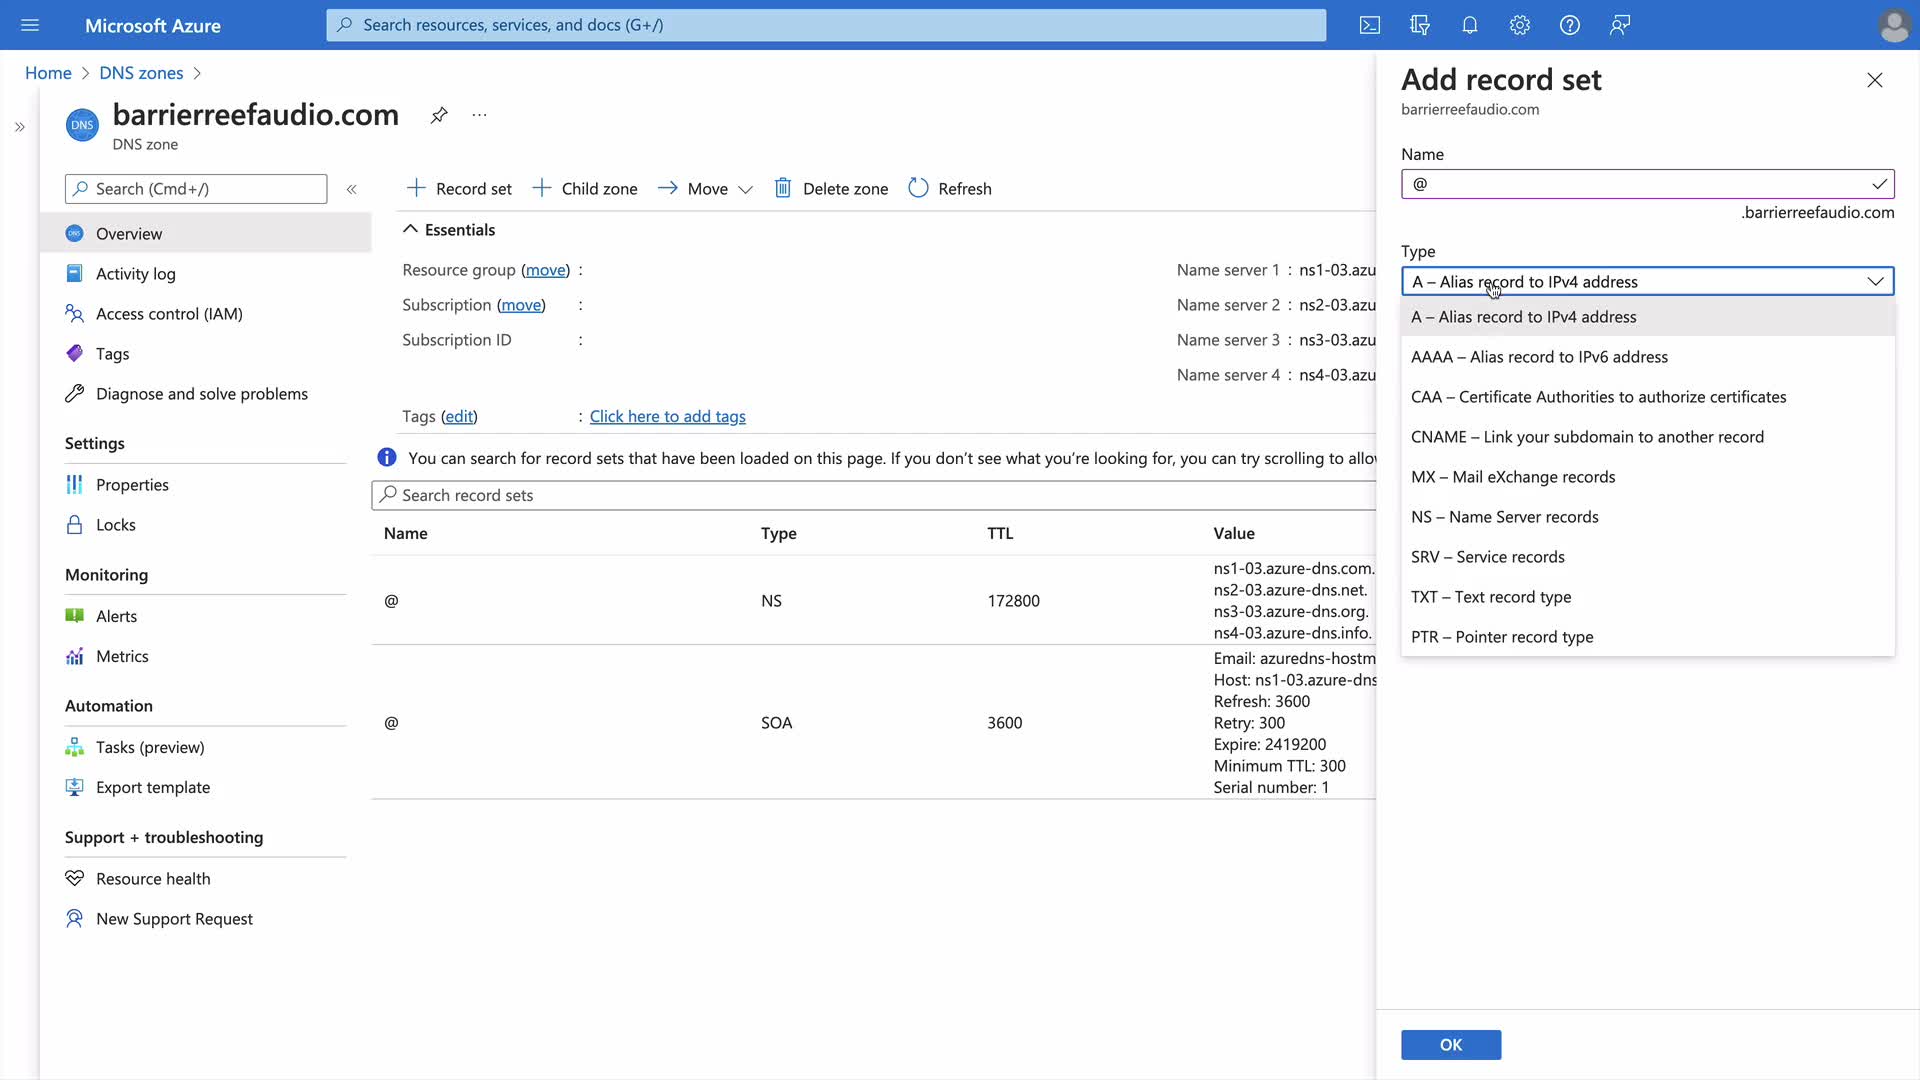 Microsoft Azure
Search resources, services, and docs (G+/)
Home
DNS zones
DNS
barrierreefaudio.com
DNS zone
Search (Cmd+/)
Overview
Activity log
Access control (IAM)
Tags
Diagnose and solve problems
Settings
Properties
Locks
Monitoring
Alerts
Metrics
Automation
Tasks (preview)
Export template
Support + troubleshooting
Resource health
New Support Request
Record set
Child zone
Move
Delete zone
Refresh
Essentials
Resource group (move) :
Subscription (move) :
Subscription ID :
Name server 1 : ns1-03.azu
Name server 2 : ns2-03.azu
Name server 3 : ns3-03.azu
Name server 4 : ns4-03.azu
Tags (edit) : Click here to add tags
You can search for record sets that have been loaded on this page. If you don't see what you're looking for, you can try scrolling to allo
Search record sets
Name Type TTL Value
@ NS 172800
ns1-03.azure-dns.com.
ns2-03.azure-dns.net.
ns3-03.azure-dns.org.
ns4-03.azure-dns.info.
@ SOA 3600
Email: azuredns-hostm
Host: ns1-03.azure-dns
Refresh: 3600
Retry: 300
Expire: 2419200
Minimum TTL: 300
Serial number: 1
Add record set
barrierreefaudio.com
Name
@
.barrierreefaudio.com
Type
A – Alias record to IPv4 address
A – Alias record to IPv4 address
AAAA – Alias record to IPv6 address
CAA – Certificate Authorities to authorize certificates
CNAME – Link your subdomain to another record
MX – Mail eXchange records
NS – Name Server records
SRV – Service records
TXT – Text record type
PTR – Pointer record type
OK